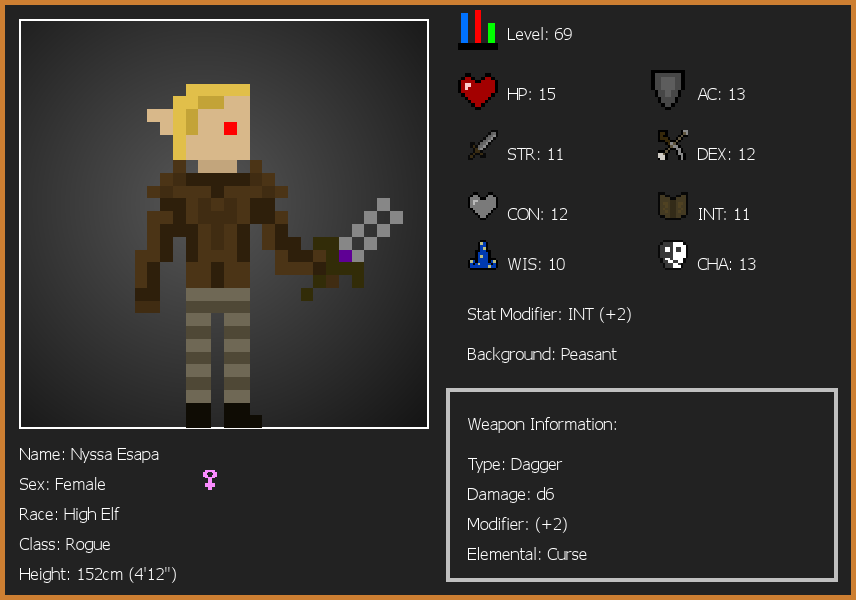 Level: 69
HP: 15
AC: 13
STR: 11
DEX: 12
CON: 12
INT: 11
WIS: 10
CHA: 13
Stat Modifier: INT (+2)
Background: Peasant
Weapon Information:
Type: Dagger
Damage: d6
Modifier: (+2)
Elemental: Curse
Name: Nyssa Esapa
Sex: Female
Race: High Elf
Class: Rogue
Height: 152cm (4'12")